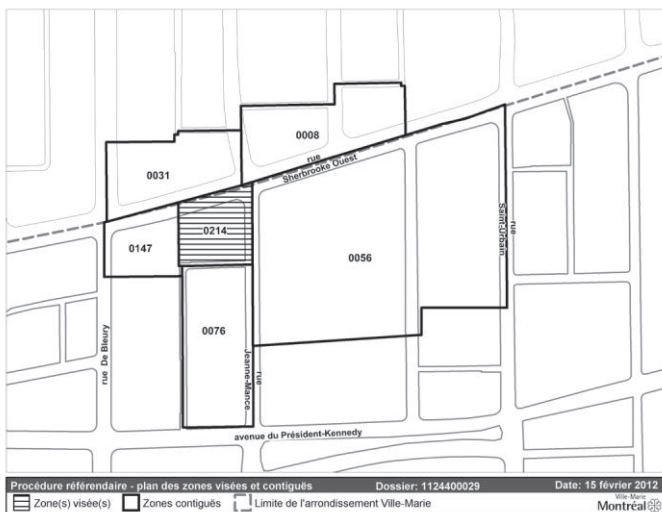 0008
0031
rue
Sherbrooke Ouest
0214
0147
0056
rue
Saint-Urbain
0076
rue De Bleury
rue
Jeanne-Mance
avenue du Président-Kennedy
Procédure référendaire - plan des zones visées et contiguës Dossier: 1124400029 Date: 15 février 2012
Zone(s) visée(s) Zones contiguës Limite de l'arrondissement Ville-Marie
Ville-Marie
Montréal